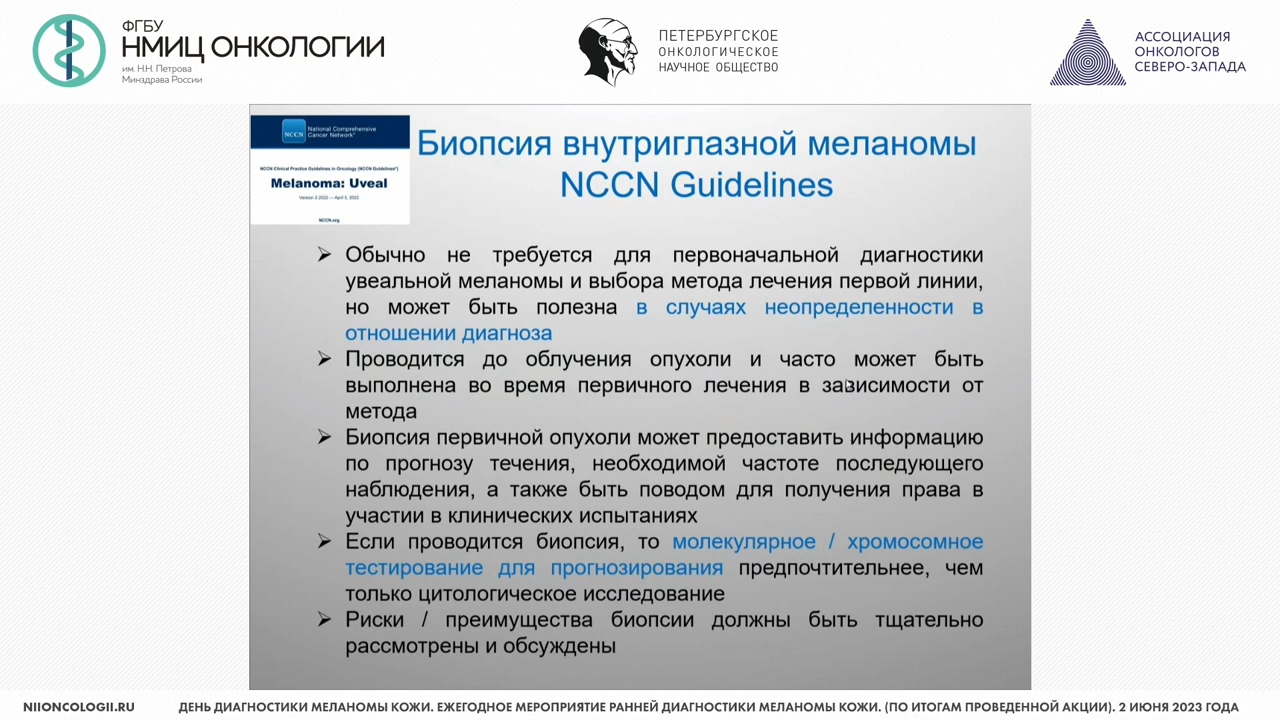 ФГБУ
НМИЦ ОНКОЛОГИИ
им. Н.Н. Петрова
Минздрава России
ПЕТЕРБУРГСКОЕ
ОНКОЛОГИЧЕСКОЕ
НАУЧНОЕ ОБЩЕСТВО
АССОЦИАЦИЯ
ОНКОЛОГОВ
СЕВЕРО-ЗАПАДА
NCCN
National Comprehensive
Cancer Network®
NCCN Clinical Practice Guidelines in Oncology (NCCN Guidelines®)
Melanoma: Uveal
Version 2.2022 — April 5, 2022
NCCN.org
Биопсия внутриглазной меланомы
NCCN Guidelines
➢ Обычно не требуется для первоначальной диагностики
увеальной меланомы и выбора метода лечения первой линии,
но может быть полезна в случаях неопределенности в
отношении диагноза
➢ Проводится до облучения опухоли и часто может быть
выполнена во время первичного лечения в зависимости от
метода
➢ Биопсия первичной опухоли может предоставить информацию
по прогнозу течения, необходимой частоте последующего
наблюдения, а также быть поводом для получения права в
участии в клинических испытаниях
➢ Если проводится биопсия, то молекулярное / хромосомное
тестирование для прогнозирования предпочтительнее, чем
только цитологическое исследование
➢ Риски / преимущества биопсии должны быть тщательно
рассмотрены и обсуждены
NIIONCOLOGII.RU
ДЕНЬ ДИАГНОСТИКИ МЕЛАНОМЫ КОЖИ. ЕЖЕГОДНОЕ МЕРОПРИЯТИЕ РАННЕЙ ДИАГНОСТИКИ МЕЛАНОМЫ КОЖИ. (ПО ИТОГАМ ПРОВЕДЕННОЙ АКЦИИ). 2 ИЮНЯ 2023 ГОДА